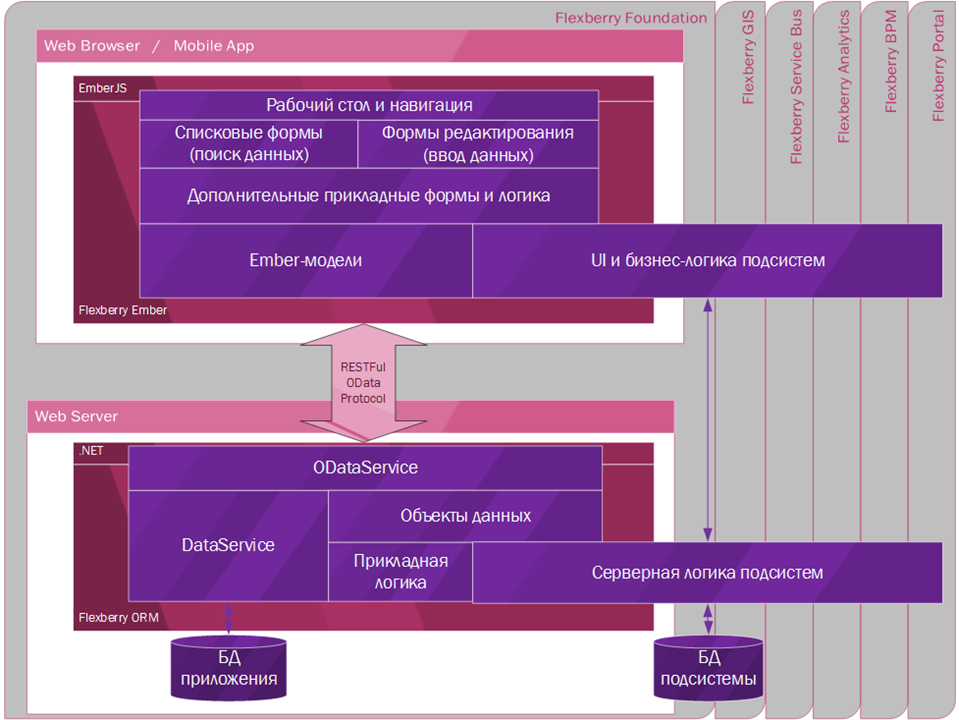 Flexberry Foundation
Flexberry GIS
Flexberry Service Bus
Flexberry Analytics
Flexberry BPM
Flexberry Portal
Web Browser / Mobile App
EmberJS
Рабочий стол и навигация
Списковые формы
(поиск данных)
Формы редактирования
(ввод данных)
Дополнительные прикладные формы и логика
Ember-модели
UI и бизнес-логика подсистем
Flexberry Ember
RESTFul
OData
Protocol
Web Server
.NET
ODataService
DataService
Объекты данных
Прикладная
логика
Серверная логика подсистем
Flexberry ORM
БД
приложения
БД
подсистемы